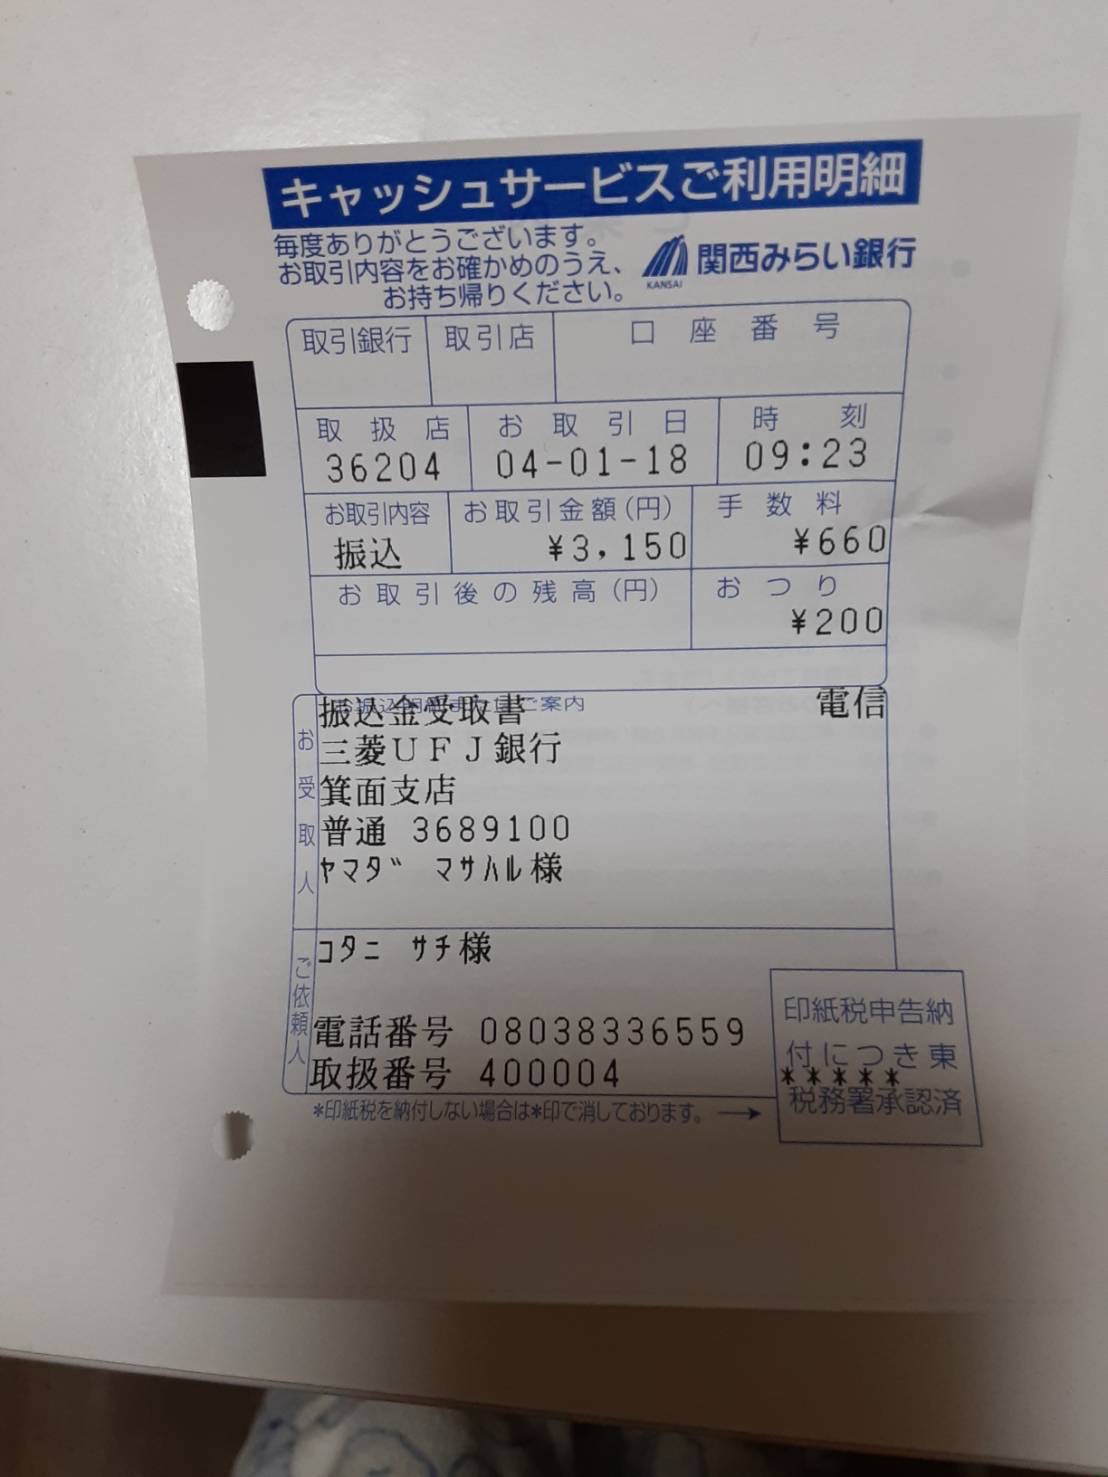 キャッシュサービスご利用明細
毎度ありがとうございます。
お取引内容をお確かめのうえ、
お持ち帰りください。
KANSAI
関西みらい銀行
取引銀行 取引店 口座番号
取扱店 お取引日 時刻
36204 04-01-18 09:23
お取引内容 お取引金額(円) 手数料
振込 ¥3,150 ¥660
お取引後の残高(円) おつり
¥200
振込金受取書 電信
ご案内
お受取人
三菱UFJ銀行
箕面支店
普通 3689100
ヤマダ マサハル様
ご依頼人
コタニ サチ様
電話番号 08038336559
取扱番号 400004
印紙税申告納
付につき東
*****
税務署承認済
*印紙税を納付しない場合は*印で消しております。→